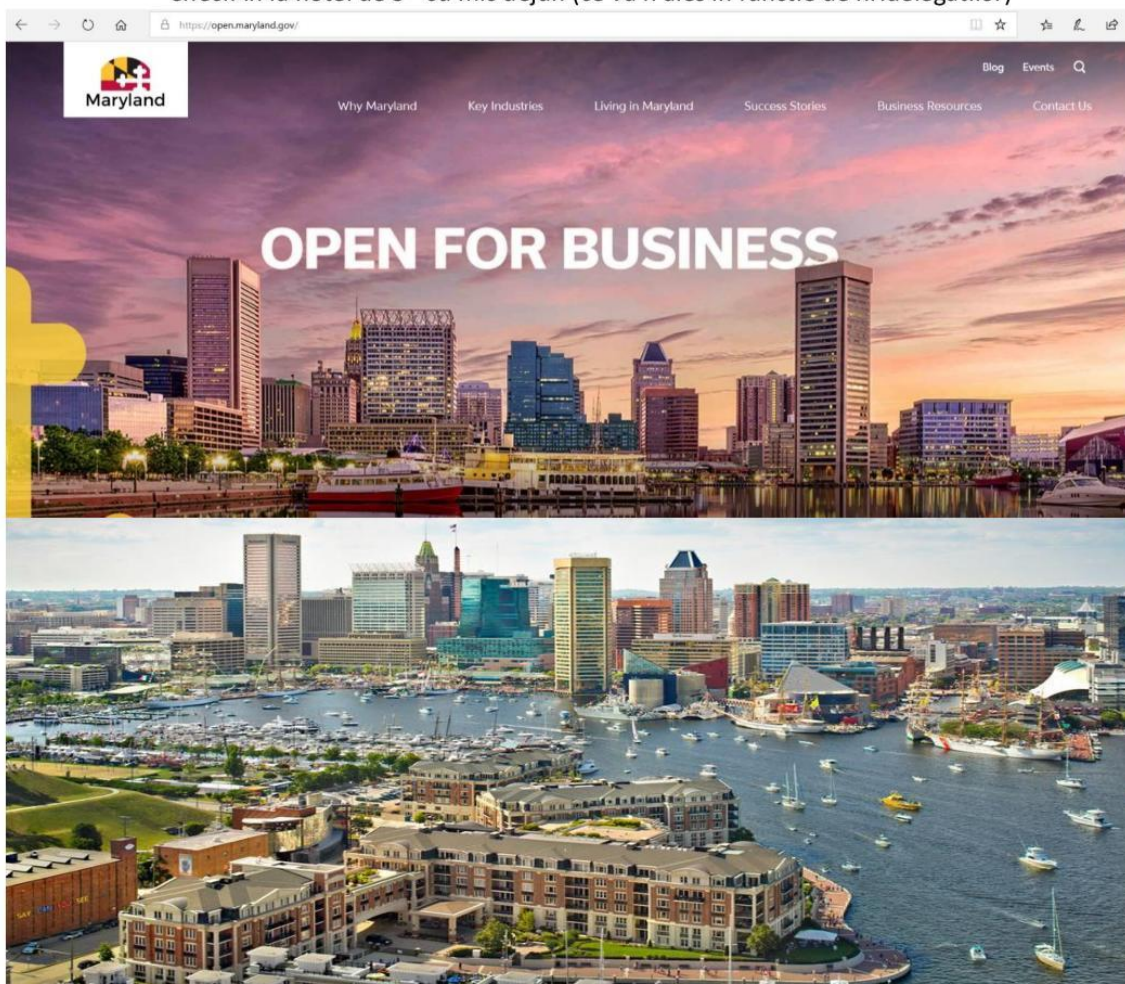 https://open.maryland.gov/
Maryland
Blog Events
Why Maryland Key Industries Living in Maryland Success Stories Business Resources Contact Us
OPEN FOR BUSINESS